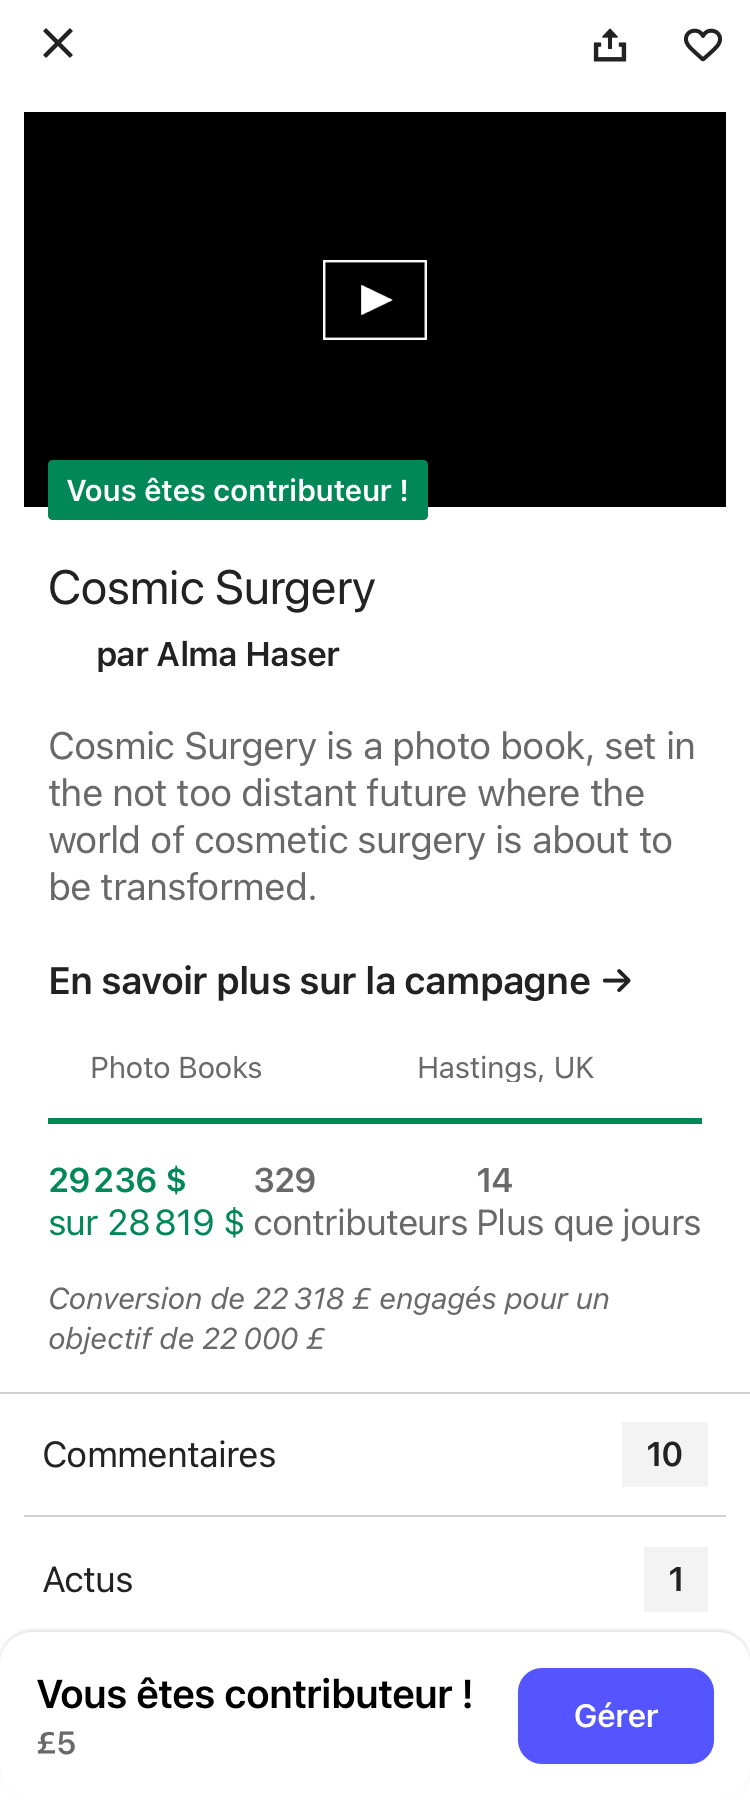 Vous êtes contributeur !
Cosmic Surgery
par Alma Haser
Cosmic Surgery is a photo book, set in
the not too distant future where the
world of cosmetic surgery is about to
be transformed.
En savoir plus sur la campagne →
Photo Books
Hastings, UK
29 236 $
sur 28 819 $
329
contributeurs
14
Plus que jours
Conversion de 22 318 £ engagés pour un
objectif de 22 000 £
Commentaires
10
Actus
1
Vous êtes contributeur !
£5
Gérer